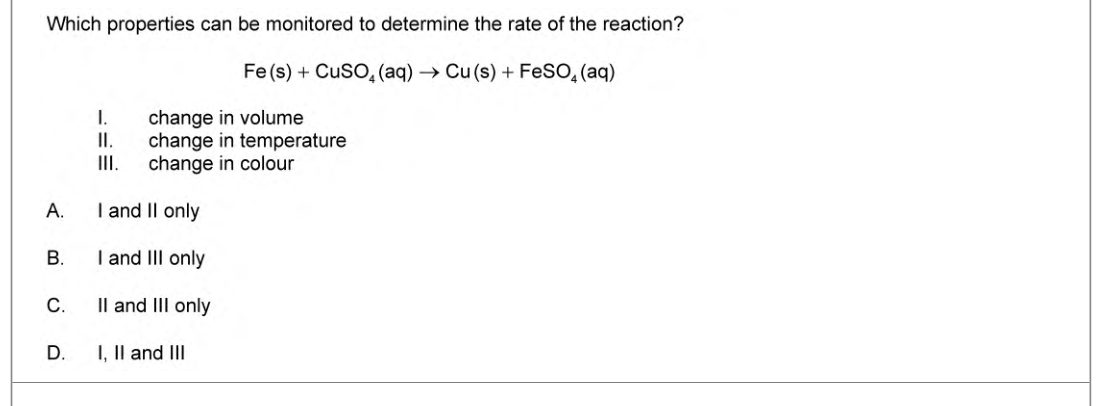 Which properties can be monitored to determine the rate of the reaction?
Fe (s) + CuSO₄ (aq) → Cu (s) + FeSO₄ (aq)
I. change in volume
II. change in temperature
III. change in colour
A. I and II only
B. I and III only
C. II and III only
D. I, II and III